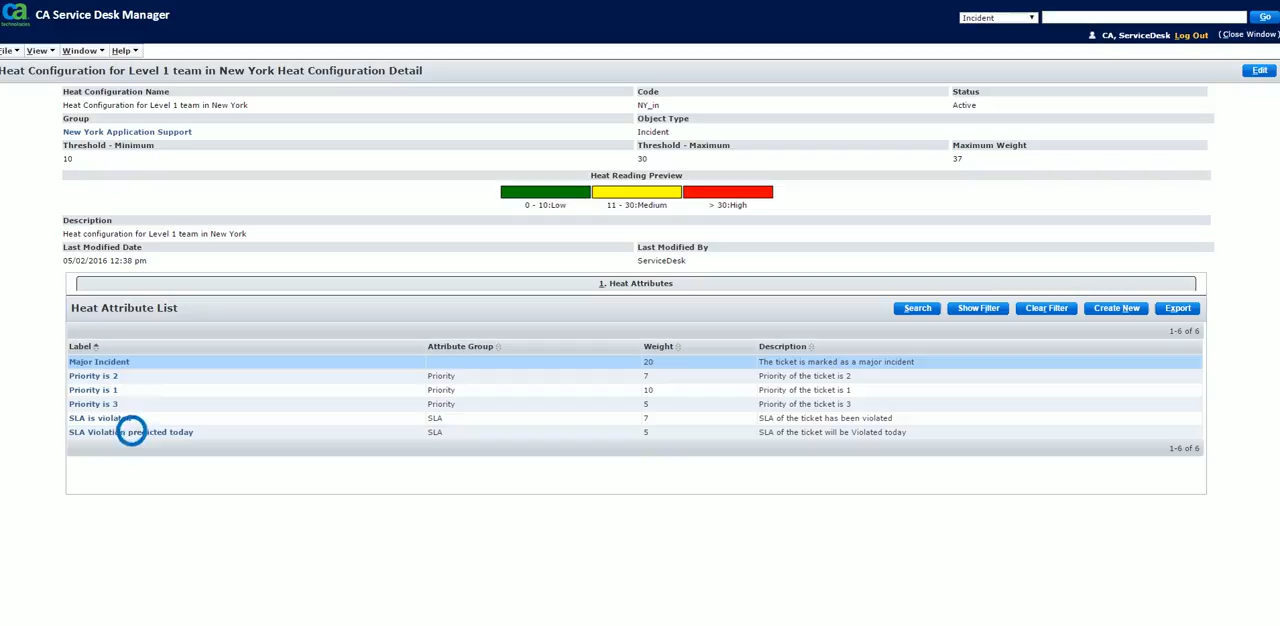 ca
technologies
CA Service Desk Manager
Incident
Go
CA, ServiceDesk Log Out (Close Window)
File View Window Help
Heat Configuration for Level 1 team in New York Heat Configuration Detail
Edit
Heat Configuration Name Code Status
Heat Configuration for Level 1 team in New York NY_in Active
Group Object Type
New York Application Support Incident
Threshold - Minimum Threshold - Maximum Maximum Weight
10 30 37
Heat Reading Preview
0 - 10:Low 11 - 30:Medium > 30:High
Description
Heat configuration for Level 1 team in New York
Last Modified Date Last Modified By
05/02/2016 12:38 pm ServiceDesk
1. Heat Attributes
Heat Attribute List Search Show Filter Clear Filter Create New Export
1-6 of 6
Label Attribute Group Weight Description
Major Incident 20 The ticket is marked as a major incident
Priority is 2 Priority 7 Priority of the ticket is 2
Priority is 1 Priority 10 Priority of the ticket is 1
Priority is 3 Priority 5 Priority of the ticket is 3
SLA is violated SLA 7 SLA of the ticket has been violated
SLA Violation predicted today SLA 5 SLA of the ticket will be Violated today
1-6 of 6